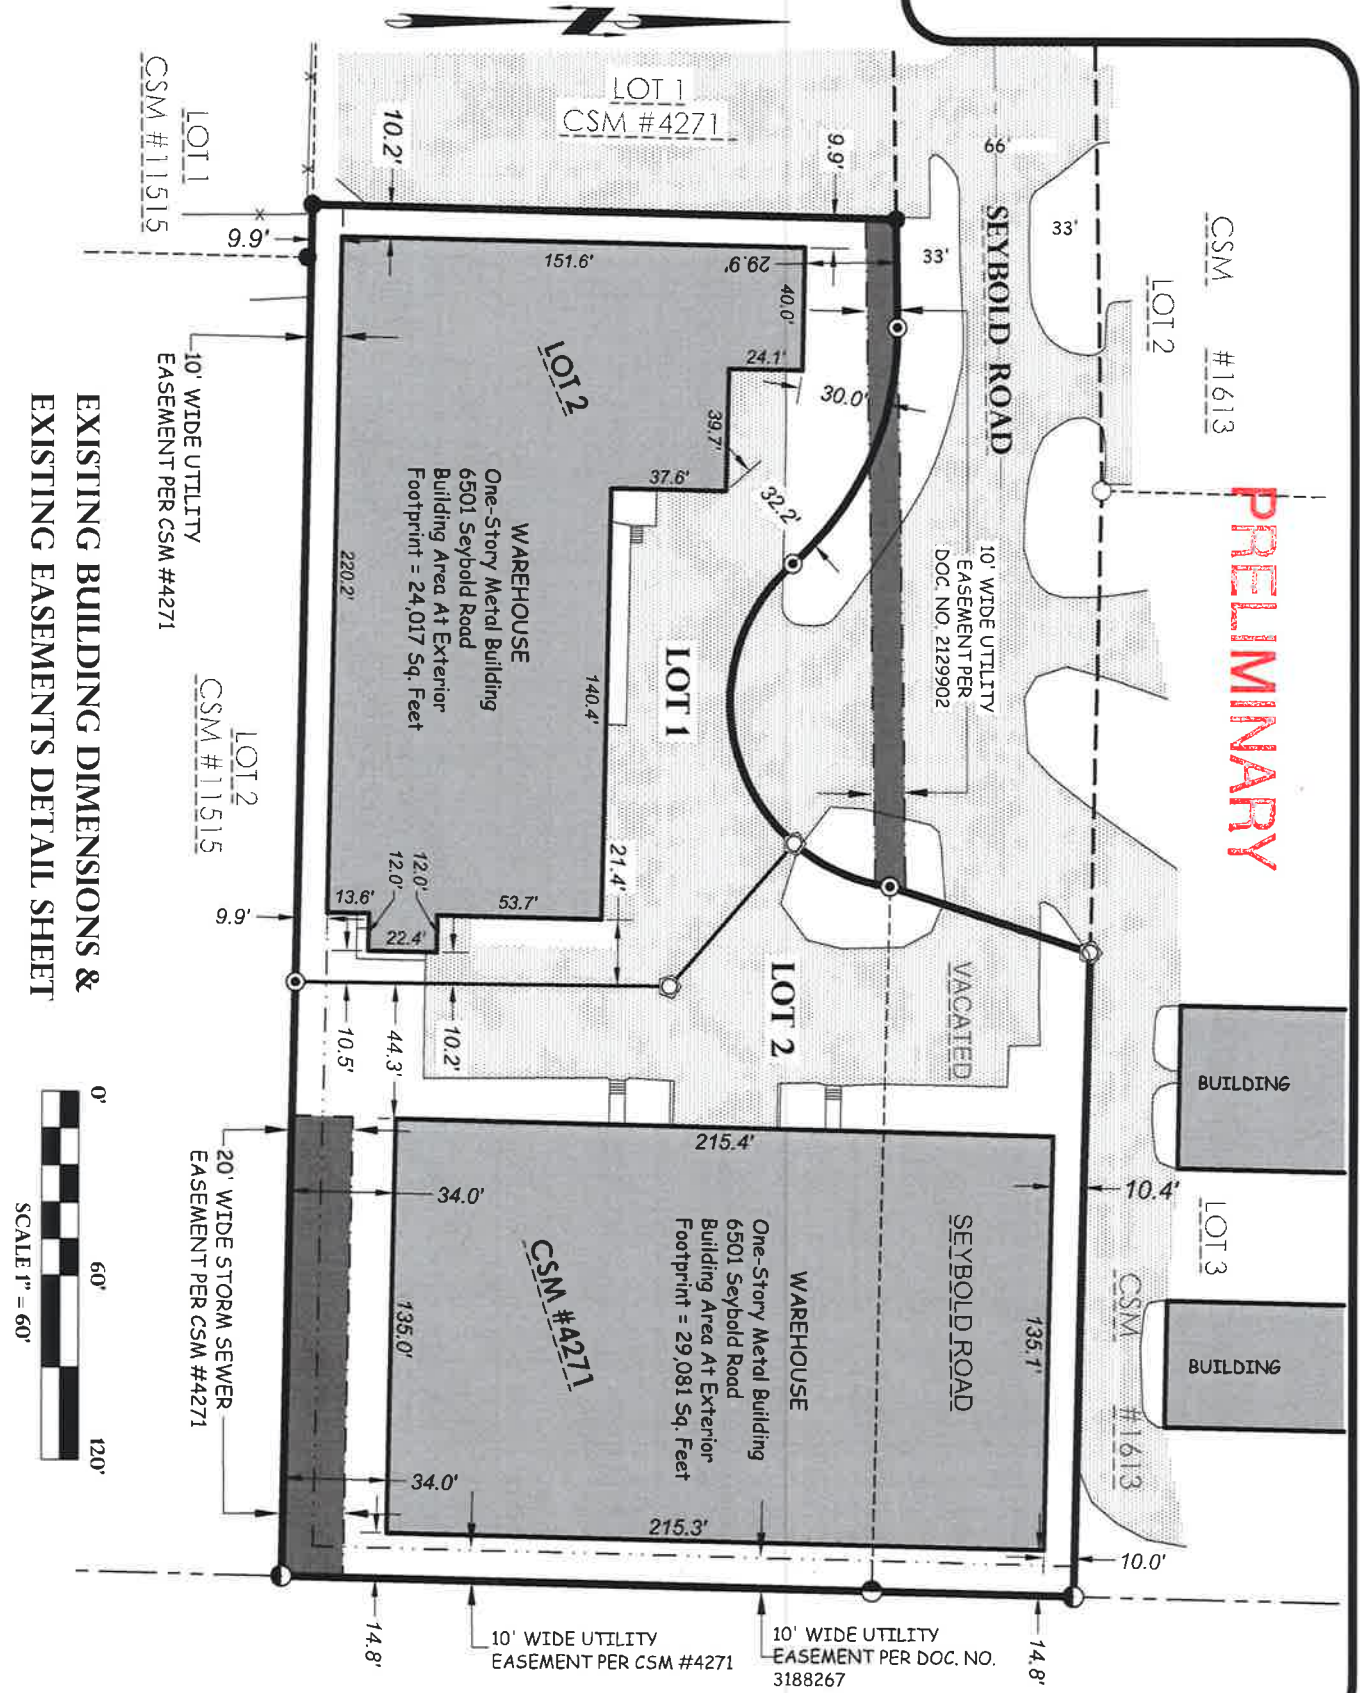 PRELIMINARY
CSM #1613
LOT 2
66'
33'
33'
SEYBOLD ROAD
LOT 1
CSM #4271
10.2'
9.9'
LOT 1
CSM #11515
9.9'
151.6'
29.9'
40.0'
24.1'
30.0'
39.7'
37.6'
32.2'
LOT 2
10' WIDE UTILITY
EASEMENT PER
DOC. NO. 2129902
10' WIDE UTILITY
EASEMENT PER CSM #4271
WAREHOUSE
One-Story Metal Building
6501 Seybold Road
Building Area At Exterior
Footprint = 24,017 Sq. Feet
220.2'
140.4'
LOT 1
LOT 2
CSM #11515
21.4'
12.0'
12.0'
13.6'
22.4'
53.7'
9.9'
LOT 2
VACATED
10.5'
44.3'
10.2'
BUILDING
215.4'
10.4'
LOT 3
CSM #1613
34.0'
SEYBOLD ROAD
WAREHOUSE
One-Story Metal Building
6501 Seybold Road
Building Area At Exterior
Footprint = 29,081 Sq. Feet
CSM #4271
135.0'
135.1'
BUILDING
20' WIDE STORM SEWER
EASEMENT PER CSM #4271
34.0'
215.3'
10.0'
14.8'
14.8'
10' WIDE UTILITY
EASEMENT PER CSM #4271
10' WIDE UTILITY
EASEMENT PER DOC. NO.
3188267
EXISTING BUILDING DIMENSIONS &
EXISTING EASEMENTS DETAIL SHEET
0' 60' 120'
SCALE 1" = 60'